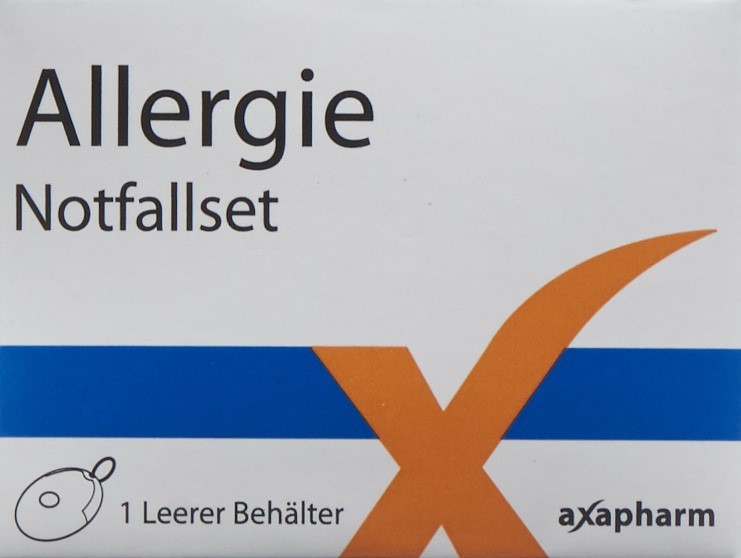 Allergie
Notfallset
1 Leerer Behälter
axapharm